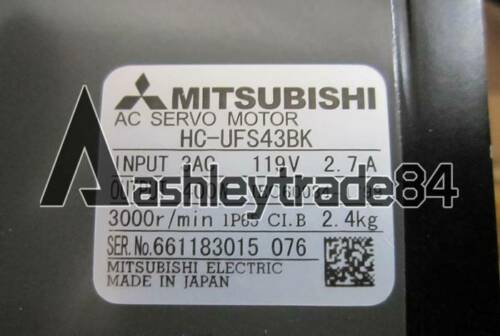 MITSUBISHI
AC SERVO MOTOR
HC-UFS43BK
INPUT 3AC 119V 2.7A
Aashleytrade84
3000r/min IP65 CI.B 2.4kg
SER.No.661183015 076
MITSUBISHI ELECTRIC
MADE IN JAPAN